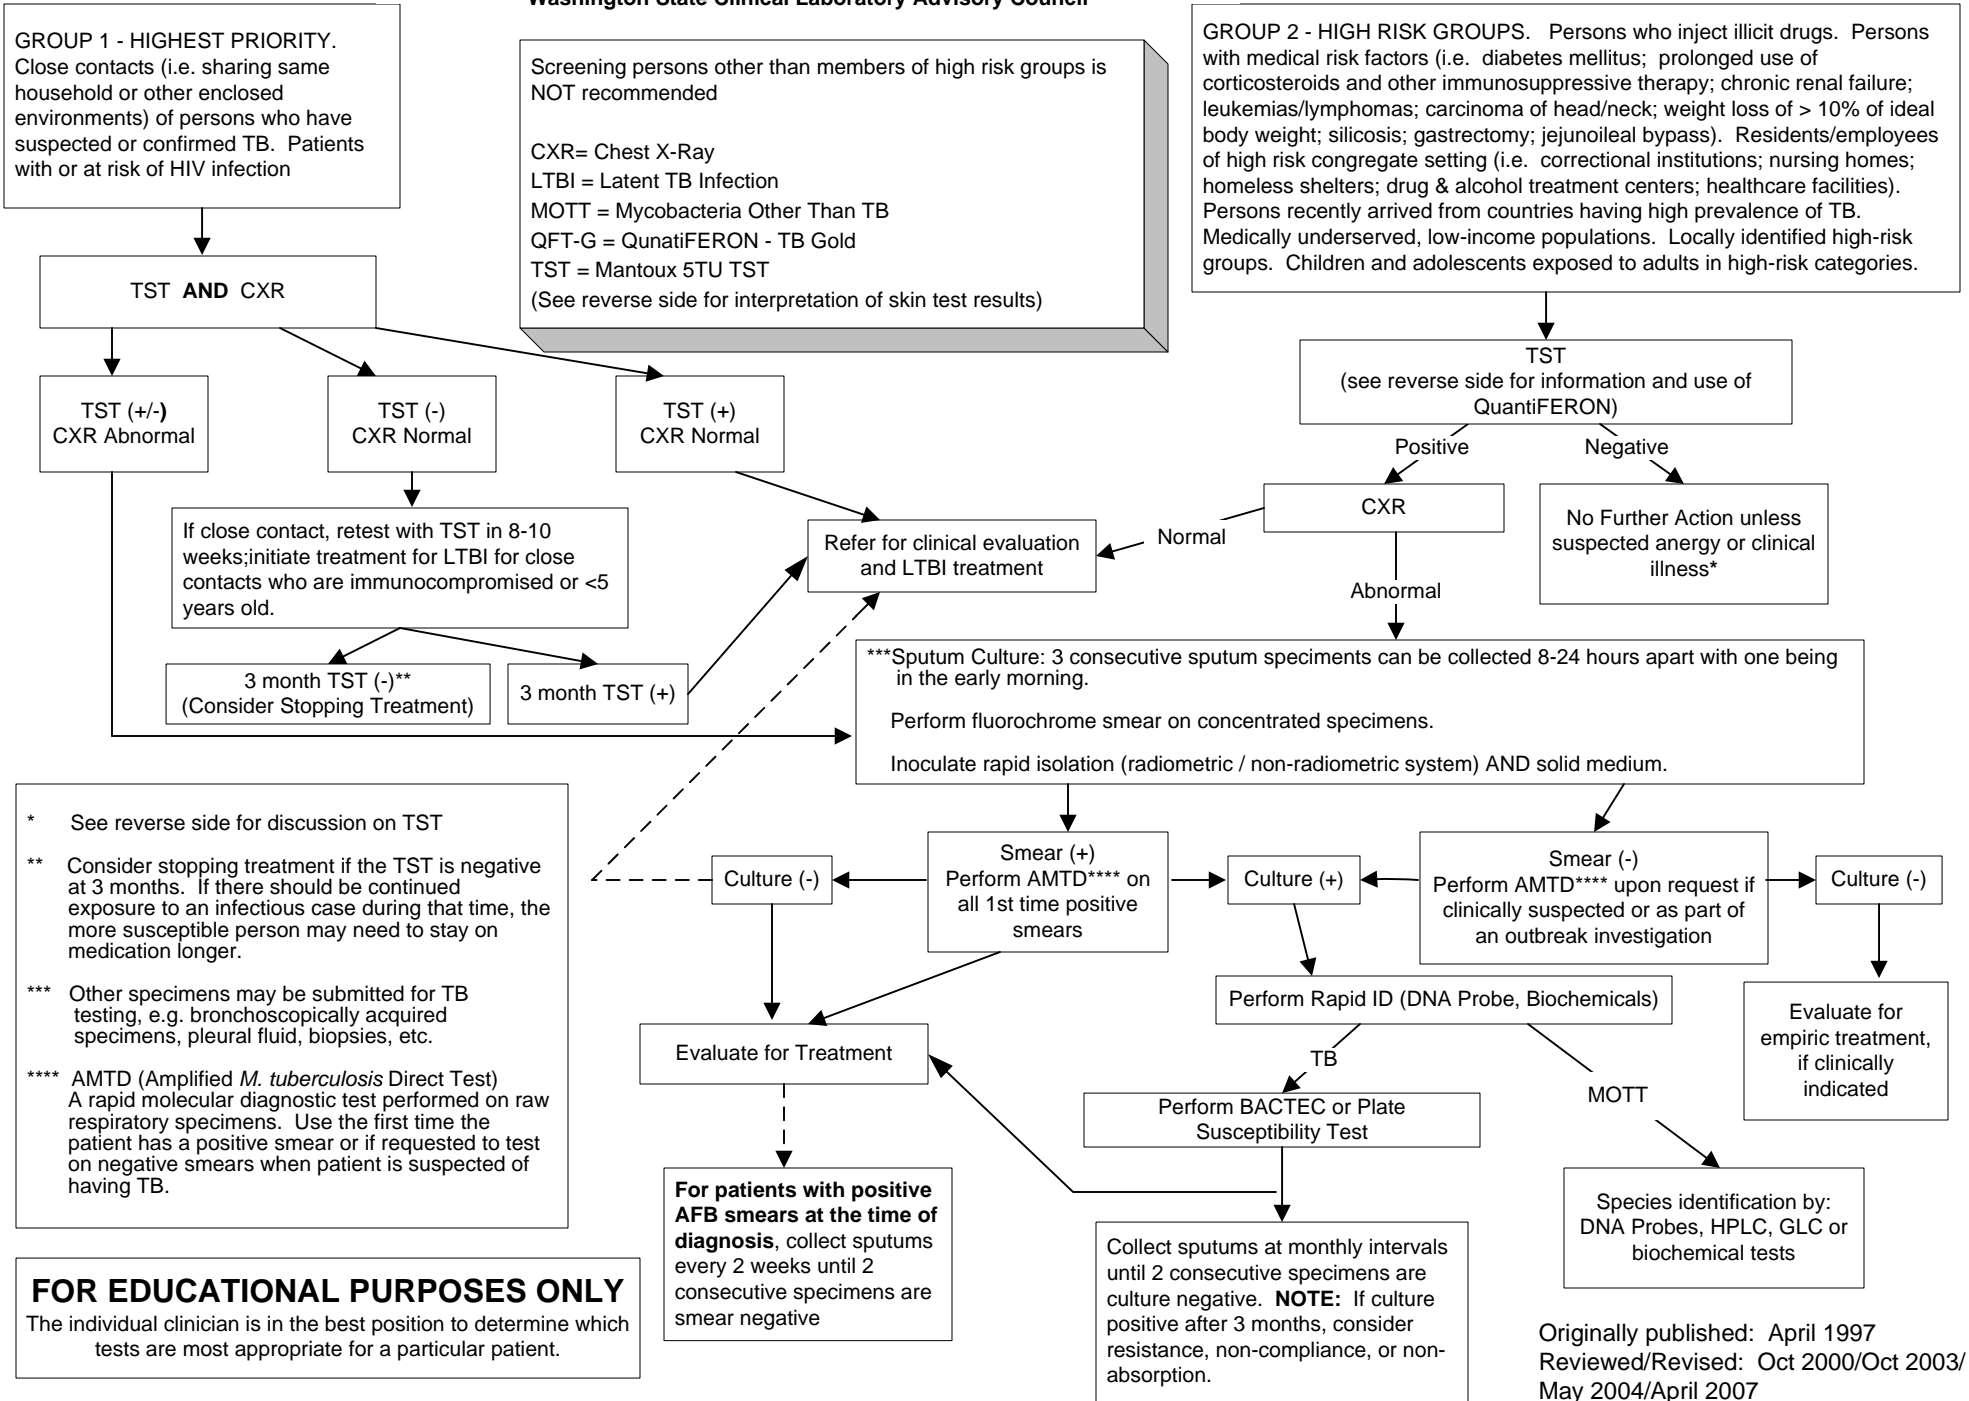 Washington State Clinical Laboratory Advisory Council
GROUP 1 - HIGHEST PRIORITY.
Close contacts (i.e. sharing same
household or other enclosed
environments) of persons who have
suspected or confirmed TB.  Patients
with or at risk of HIV infection
Screening persons other than members of high risk groups is
NOT recommended
CXR= Chest X-Ray
LTBI = Latent TB Infection
MOTT = Mycobacteria Other Than TB
QFT-G = QunatiFERON - TB Gold
TST = Mantoux 5TU TST
(See reverse side for interpretation of skin test results)
GROUP 2 - HIGH RISK GROUPS.   Persons who inject illicit drugs.  Persons
with medical risk factors (i.e.  diabetes mellitus;  prolonged use of
corticosteroids and other immunosuppressive therapy; chronic renal failure;
leukemias/lymphomas; carcinoma of head/neck; weight loss of > 10% of ideal
body weight; silicosis; gastrectomy; jejunoileal bypass).  Residents/employees
of high risk congregate setting (i.e.  correctional institutions; nursing homes;
homeless shelters; drug & alcohol treatment centers; healthcare facilities).
Persons recently arrived from countries having high prevalence of TB.
Medically underserved, low-income populations.  Locally identified high-risk
groups.  Children and adolescents exposed to adults in high-risk categories.
TST  AND  CXR
TST (+/-)
CXR Abnormal
TST (-)
CXR Normal
TST (+)
CXR Normal
TST
(see reverse side for information and use of
QuantiFERON)
Positive
Negative
If close contact, retest with TST in 8-10
weeks;initiate treatment for LTBI for close
contacts who are immunocompromised or <5
years old.
Refer for clinical evaluation
and LTBI treatment
Normal
CXR
Abnormal
No Further Action unless
suspected anergy or clinical
illness*
3 month TST (-)**
(Consider Stopping Treatment)
3 month TST (+)
***Sputum Culture: 3 consecutive sputum speciments can be collected 8-24 hours apart with one being
in the early morning.
Perform fluorochrome smear on concentrated specimens.
Inoculate rapid isolation (radiometric / non-radiometric system) AND solid medium.
* See reverse side for discussion on TST
** Consider stopping treatment if the TST is negative
at 3 months.  If there should be continued
exposure to an infectious case during that time, the
more susceptible person may need to stay on
medication longer.
*** Other specimens may be submitted for TB
testing, e.g. bronchoscopically acquired
specimens, pleural fluid, biopsies, etc.
**** AMTD (Amplified M. tuberculosis Direct Test)
A rapid molecular diagnostic test performed on raw
respiratory specimens.  Use the first time the
patient has a positive smear or if requested to test
on negative smears when patient is suspected of
having TB.
Culture (-)
Smear (+)
Perform AMTD**** on
all 1st time positive
smears
Culture (+)
Smear (-)
Perform AMTD**** upon request if
clinically suspected or as part of
an outbreak investigation
Culture (-)
Evaluate for Treatment
Perform Rapid ID (DNA Probe, Biochemicals)
Evaluate for
empiric treatment,
if clinically
indicated
TB
MOTT
Perform BACTEC or Plate
Susceptibility Test
For patients with positive
AFB smears at the time of
diagnosis, collect sputums
every 2 weeks until 2
consecutive specimens are
smear negative
Collect sputums at monthly intervals
until 2 consecutive specimens are
culture negative.  NOTE:  If culture
positive after 3 months, consider
resistance, non-compliance, or non-
absorption.
Species identification by:
DNA Probes, HPLC, GLC or
biochemical tests
FOR EDUCATIONAL PURPOSES ONLY
The individual clinician is in the best position to determine which
tests are most appropriate for a particular patient.
Originally published:  April 1997
Reviewed/Revised:  Oct 2000/Oct 2003/
May 2004/April 2007